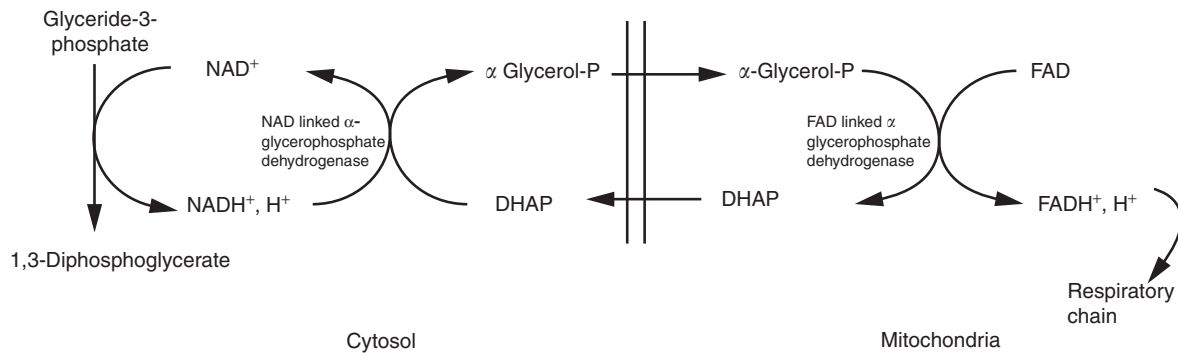 Glyceride-3-
phosphate
NAD⁺
α Glycerol-P
α-Glycerol-P
FAD
NAD linked α-
glycerophosphate
dehydrogenase
FAD linked α
glycerophosphate
dehydrogenase
NADH⁺, H⁺
DHAP
DHAP
FADH⁺, H⁺
1,3-Diphosphoglycerate
Respiratory
chain
Cytosol
Mitochondria